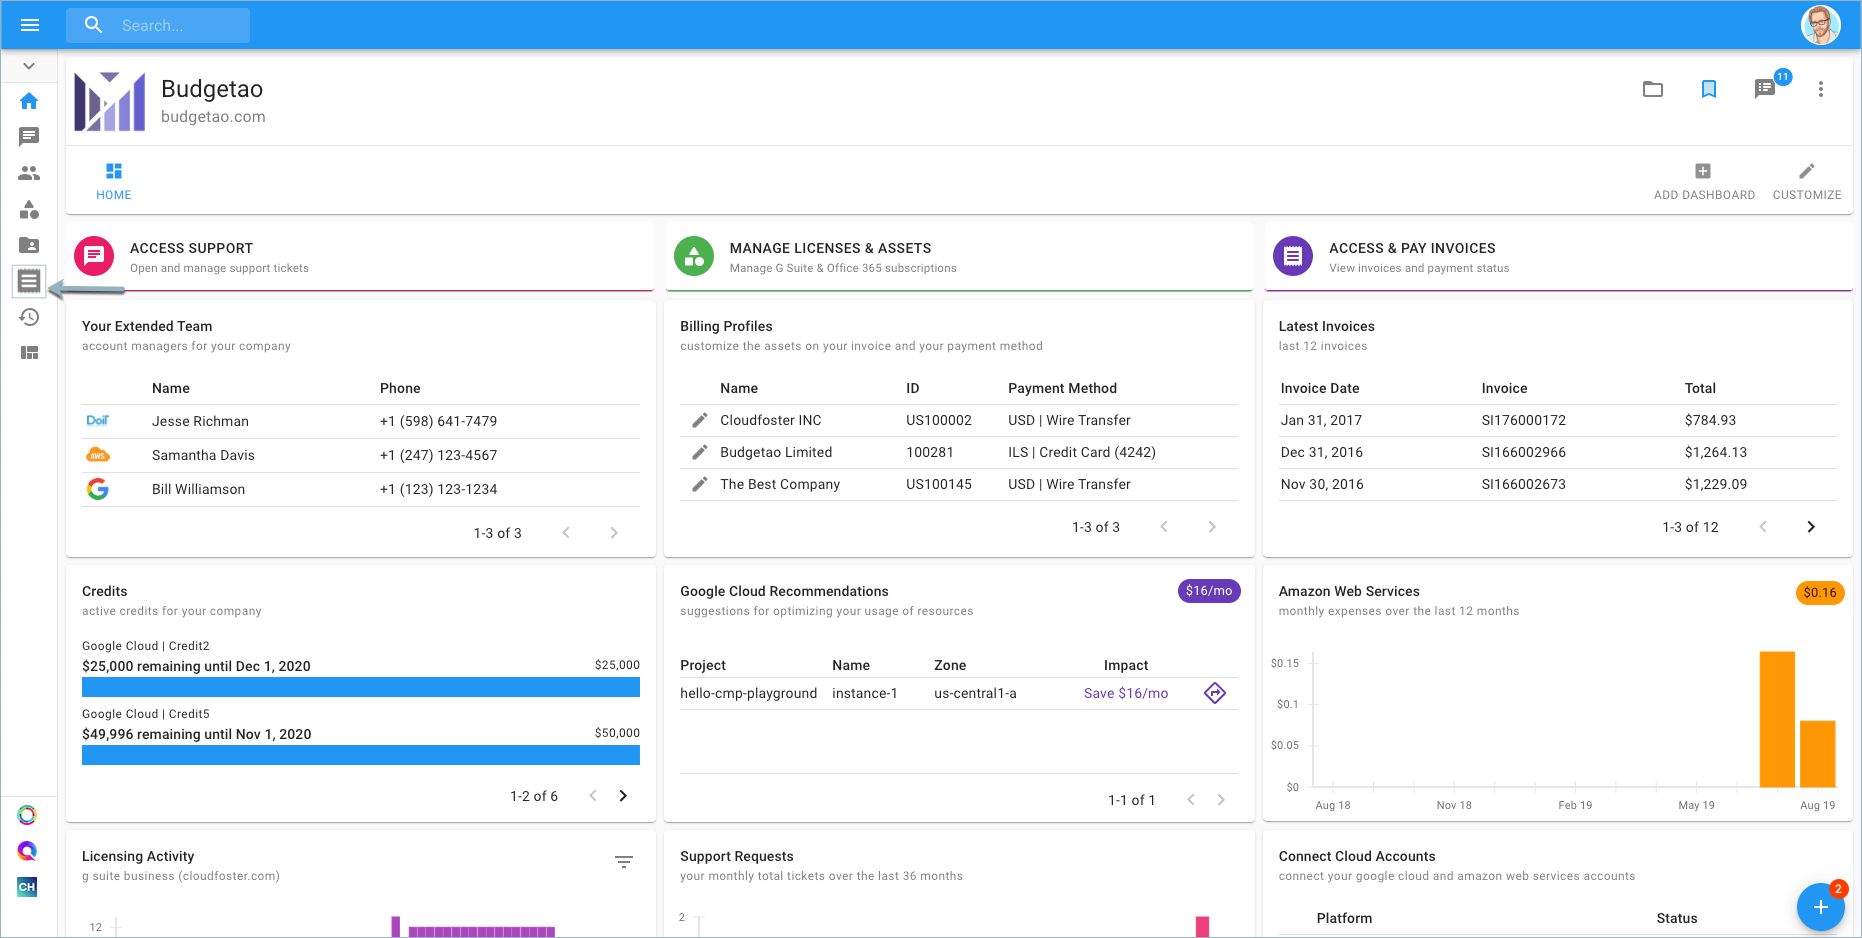 Search...
Budgetao
budgetao.com
11
HOME
ADD DASHBOARD
CUSTOMIZE
ACCESS SUPPORT
Open and manage support tickets
MANAGE LICENSES & ASSETS
Manage G Suite & Office 365 subscriptions
ACCESS & PAY INVOICES
View invoices and payment status
Your Extended Team
account managers for your company
Name Phone
DoiT Jesse Richman +1 (598) 641-7479
AWS Samantha Davis +1 (247) 123-4567
Bill Williamson +1 (123) 123-1234
1-3 of 3
Billing Profiles
customize the assets on your invoice and your payment method
Name ID Payment Method
Cloudfoster INC US100002 USD | Wire Transfer
Budgetao Limited 100281 ILS | Credit Card (4242)
The Best Company US100145 USD | Wire Transfer
1-3 of 3
Latest Invoices
last 12 invoices
Invoice Date Invoice Total
Jan 31, 2017 SI176000172 $784.93
Dec 31, 2016 SI166002966 $1,264.13
Nov 30, 2016 SI166002673 $1,229.09
1-3 of 12
Credits
active credits for your company
Google Cloud | Credit2
$25,000 remaining until Dec 1, 2020 $25,000
Google Cloud | Credit5
$49,996 remaining until Nov 1, 2020 $50,000
1-2 of 6
Google Cloud Recommendations $16/mo
suggestions for optimizing your usage of resources
Project Name Zone Impact
hello-cmp-playground instance-1 us-central1-a Save $16/mo
1-1 of 1
Amazon Web Services $0.16
monthly expenses over the last 12 months
$0.15
$0.1
$0.05
$0
Aug 18 Nov 18 Feb 19 May 19 Aug 19
CH
Licensing Activity
g suite business (cloudfoster.com)
12
Support Requests
your monthly total tickets over the last 36 months
2
Connect Cloud Accounts
connect your google cloud and amazon web services accounts
Platform Status
2